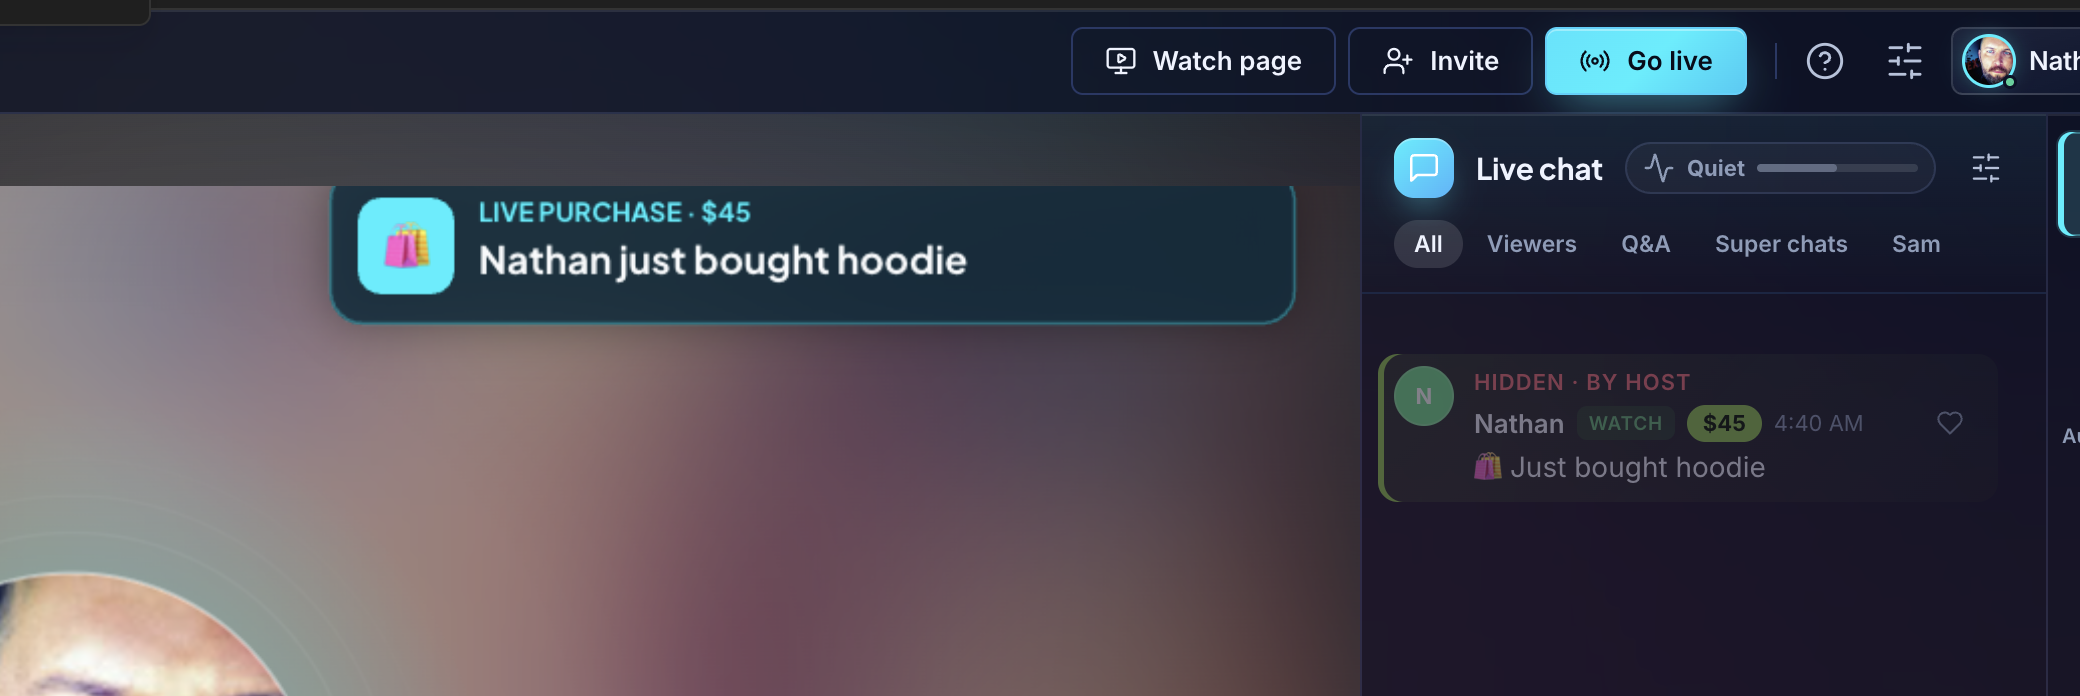 Watch page
Invite
Go live
Live chat
Quiet
All
Viewers
Q&A
Super chats
Sam
LIVE PURCHASE · $45
Nathan just bought hoodie
N
HIDDEN · BY HOST
Nathan
WATCH
$45
4:40 AM
Just bought hoodie